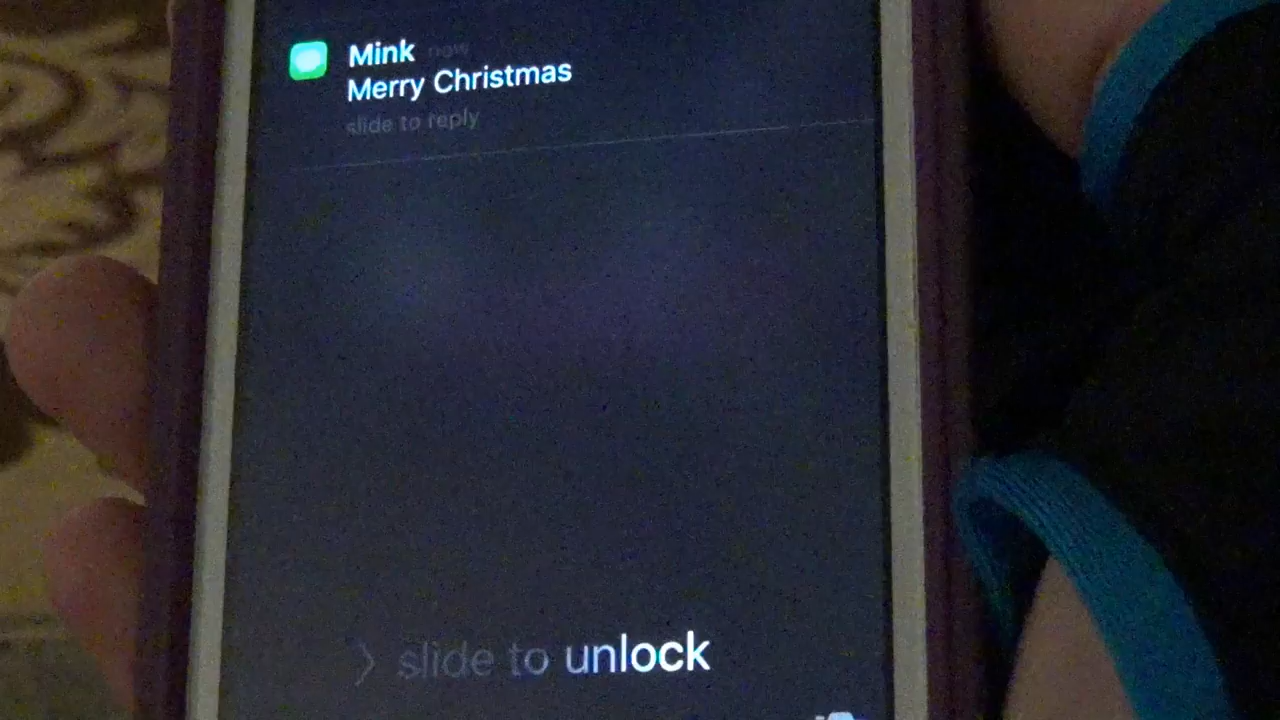 Mink now
Merry Christmas
slide to reply
> slide to unlock